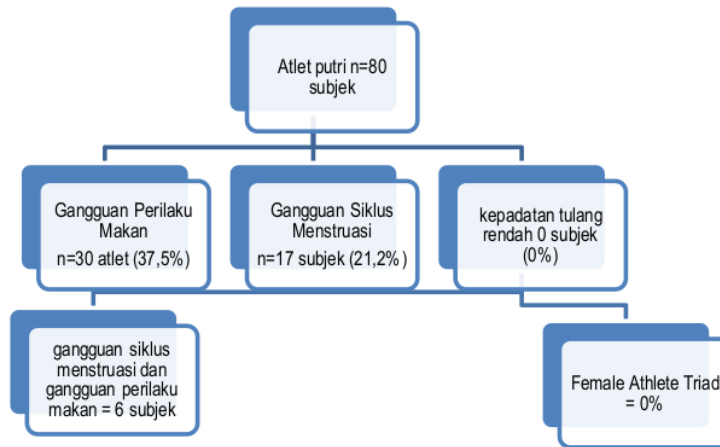 Atlet putri n=80
subjek
Gangguan Perilaku
Makan
n=30 atlet (37,5%)
Gangguan Siklus
Menstruasi
n=17 subjek (21,2%)
kepadatan tulang
rendah 0 subjek
(0%)
gangguan siklus
menstruasi dan
gangguan perilaku
makan = 6 subjek
Female Athlete Triad
= 0%